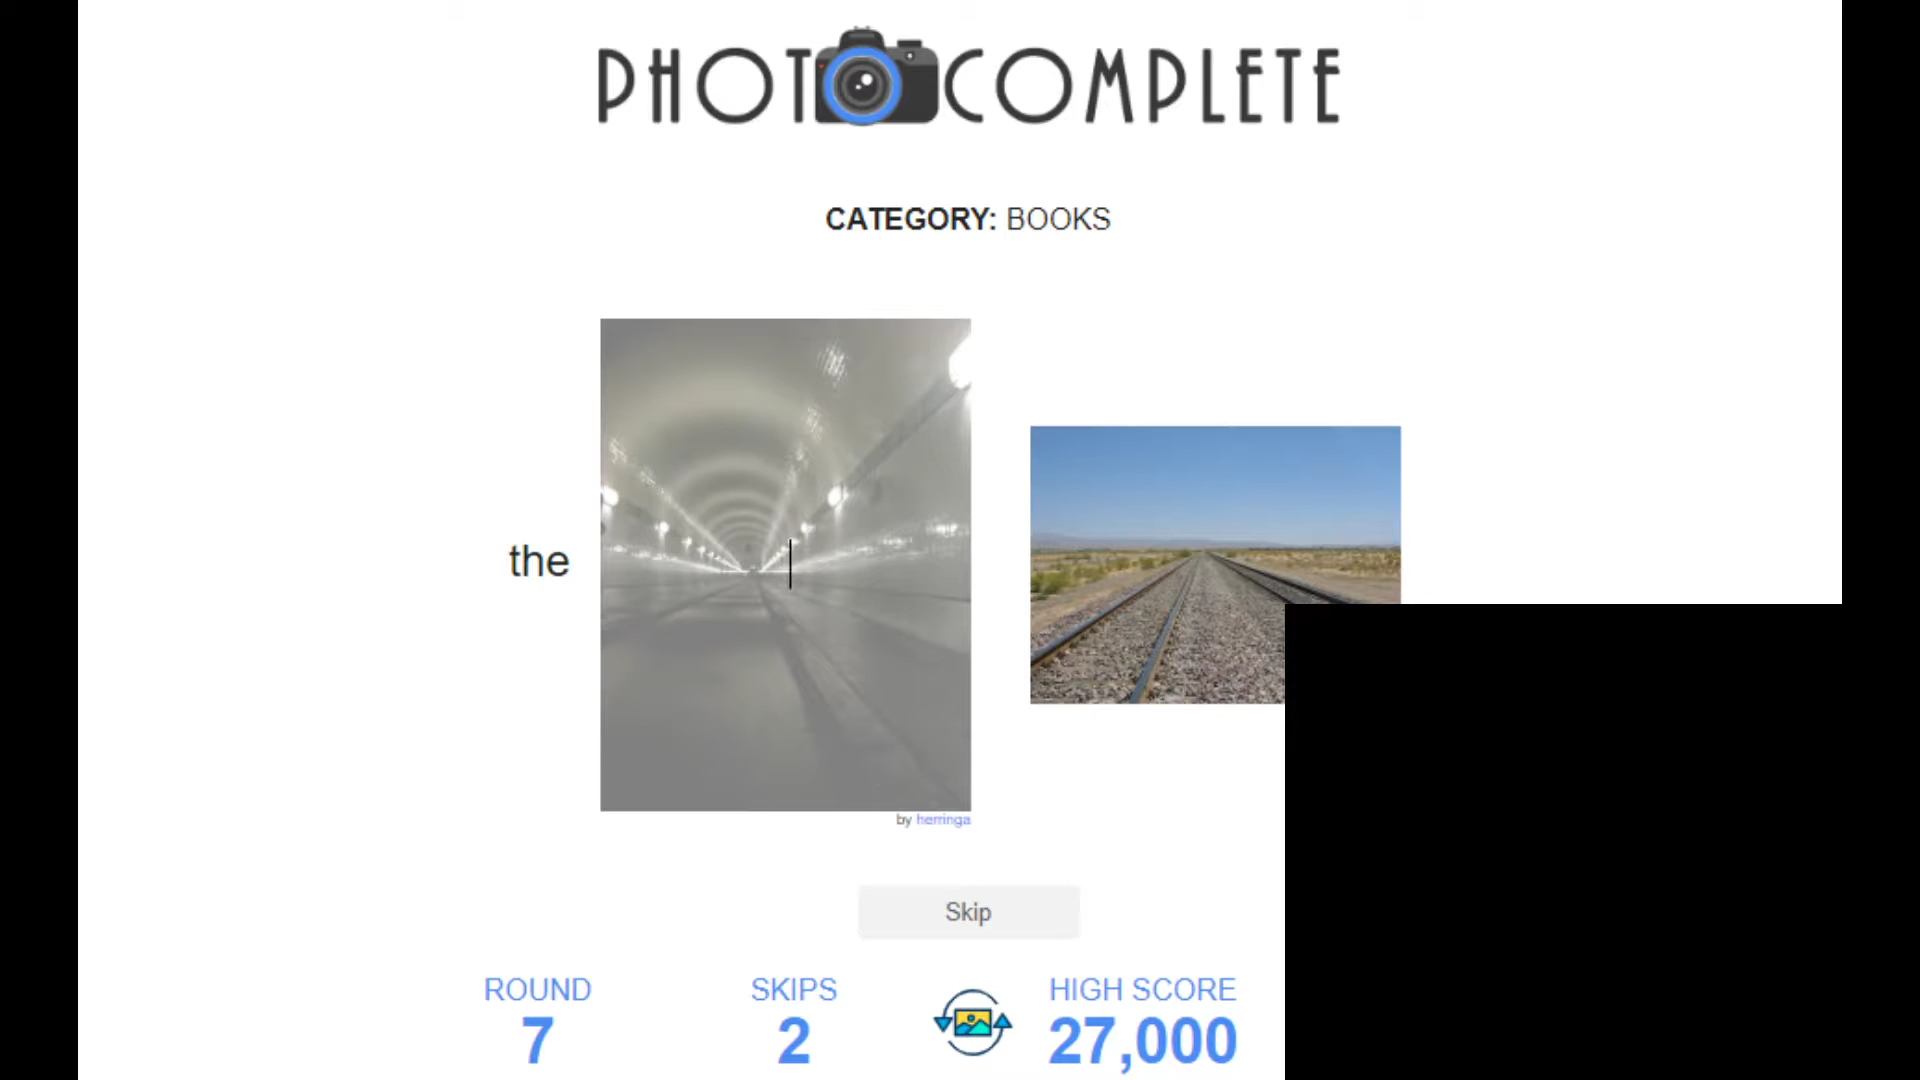 PHOTOCOMPLETE
CATEGORY: BOOKS
the
by herringa
Skip
ROUND
7
SKIPS
2
HIGH SCORE
27,000